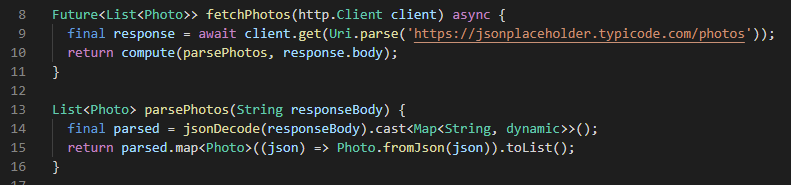 8 Future<List<Photo>> fetchPhotos(http.Client client) async {
9   final response = await client.get(Uri.parse('https://jsonplaceholder.typicode.com/photos'));
10   return compute(parsePhotos, response.body);
11 }
12
13 List<Photo> parsePhotos(String responseBody) {
14   final parsed = jsonDecode(responseBody).cast<Map<String, dynamic>>();
15   return parsed.map<Photo>((json) => Photo.fromJson(json)).toList();
16 }